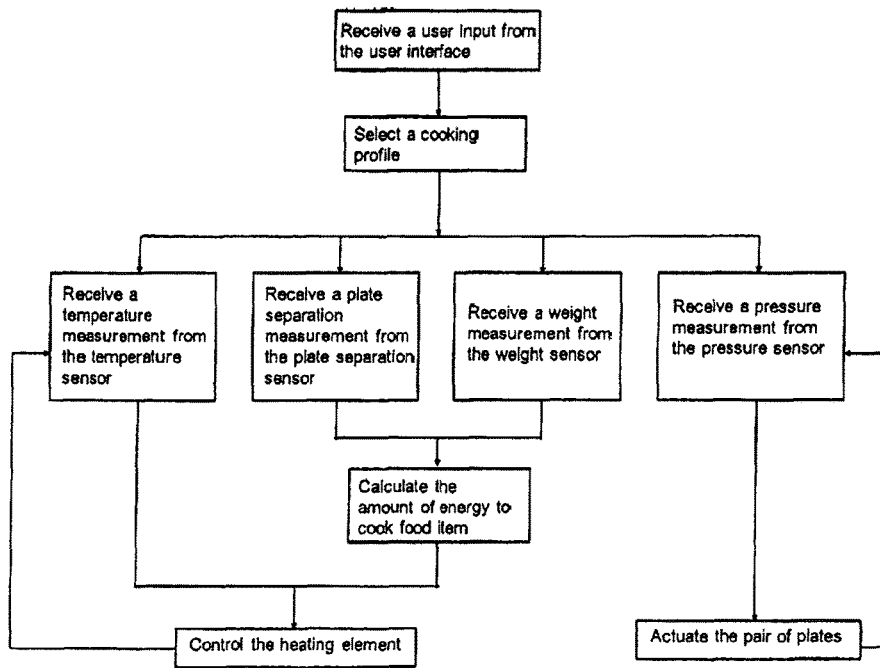 Receive a user input from
the user interface
Select a cooking
profile
Receive a
temperature
measurement from
the temperature
sensor
Receive a plate
separation
measurement from
the plate separation
sensor
Receive a weight
measurement from
the weight sensor
Receive a pressure
measurement from
the pressure sensor
Calculate the
amount of energy to
cook food item
Control the heating element
Actuate the pair of plates